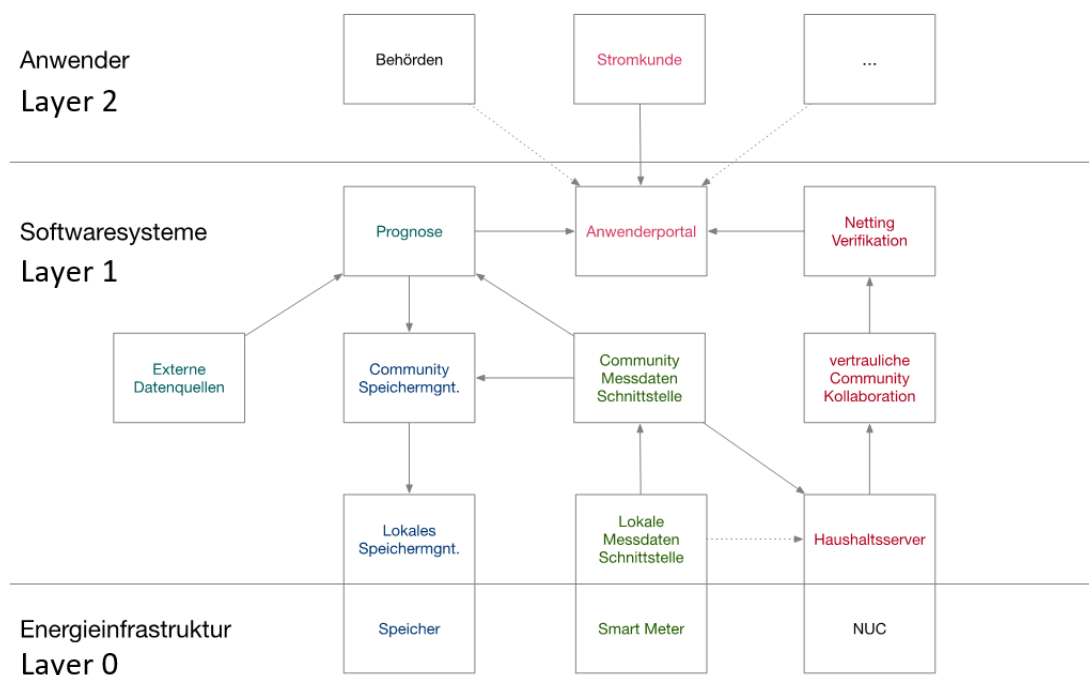 Anwender
Layer 2
Behörden
Stromkunde
...
Softwaresysteme
Layer 1
Prognose
Anwenderportal
Netting
Verifikation
Externe
Datenquellen
Community
Speichermgnt.
Community
Messdaten
Schnittstelle
vertrauliche
Community
Kollaboration
Lokales
Speichermgnt.
Lokale
Messdaten
Schnittstelle
Haushaltsserver
Energieinfrastruktur
Layer 0
Speicher
Smart Meter
NUC